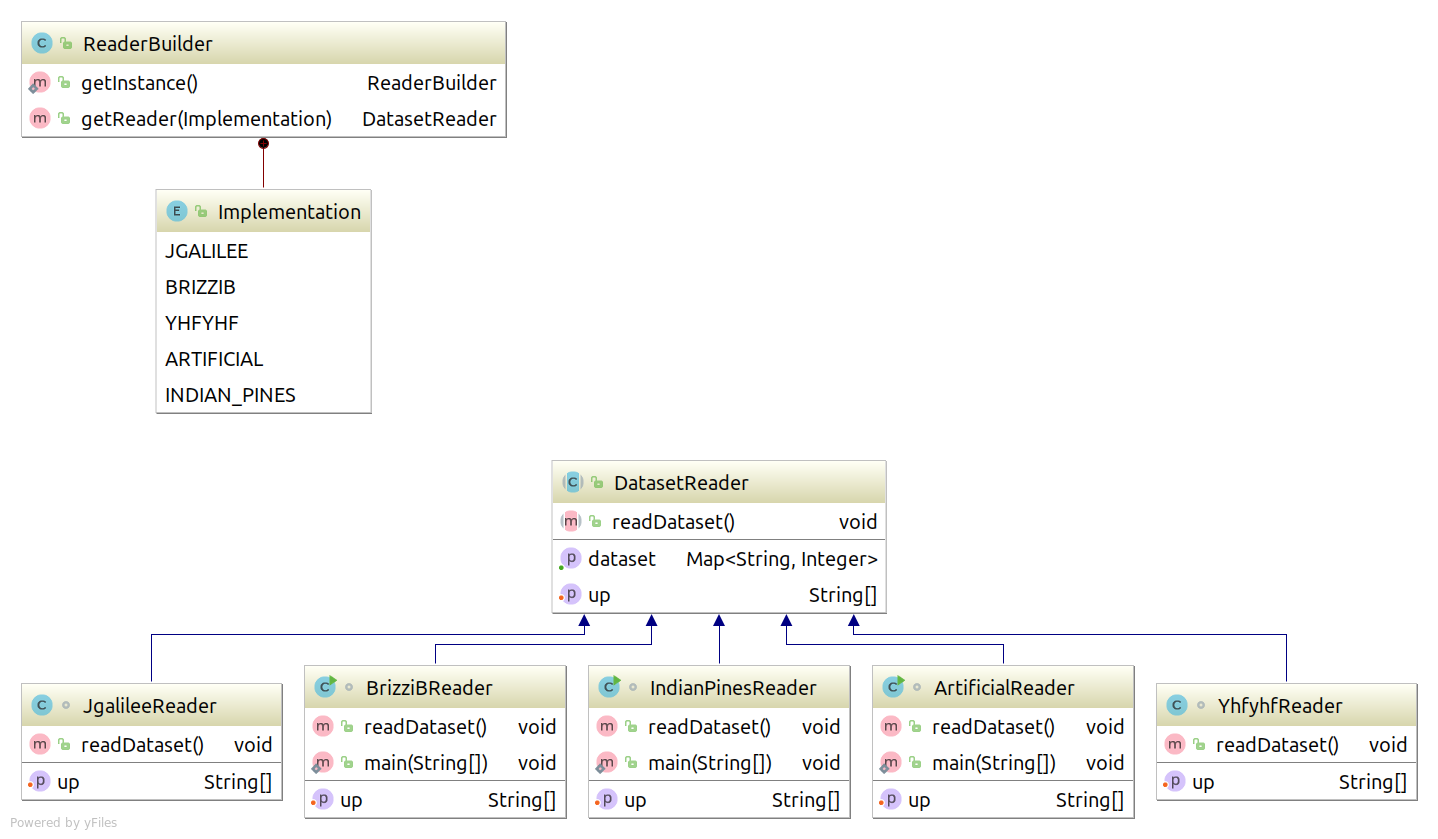 ReaderBuilder
getInstance() ReaderBuilder
getReader(Implementation) DatasetReader
Implementation
JGALILEE
BRIZZIB
YHFYHF
ARTIFICIAL
INDIAN_PINES
DatasetReader
readDataset() void
dataset Map<String, Integer>
up String[]
JgalileeReader
readDataset() void
up String[]
BrizziBReader
readDataset() void
main(String[]) void
up String[]
IndianPinesReader
readDataset() void
main(String[]) void
up String[]
ArtificialReader
readDataset() void
main(String[]) void
up String[]
YhfyhfReader
readDataset() void
up String[]
Powered by yFiles